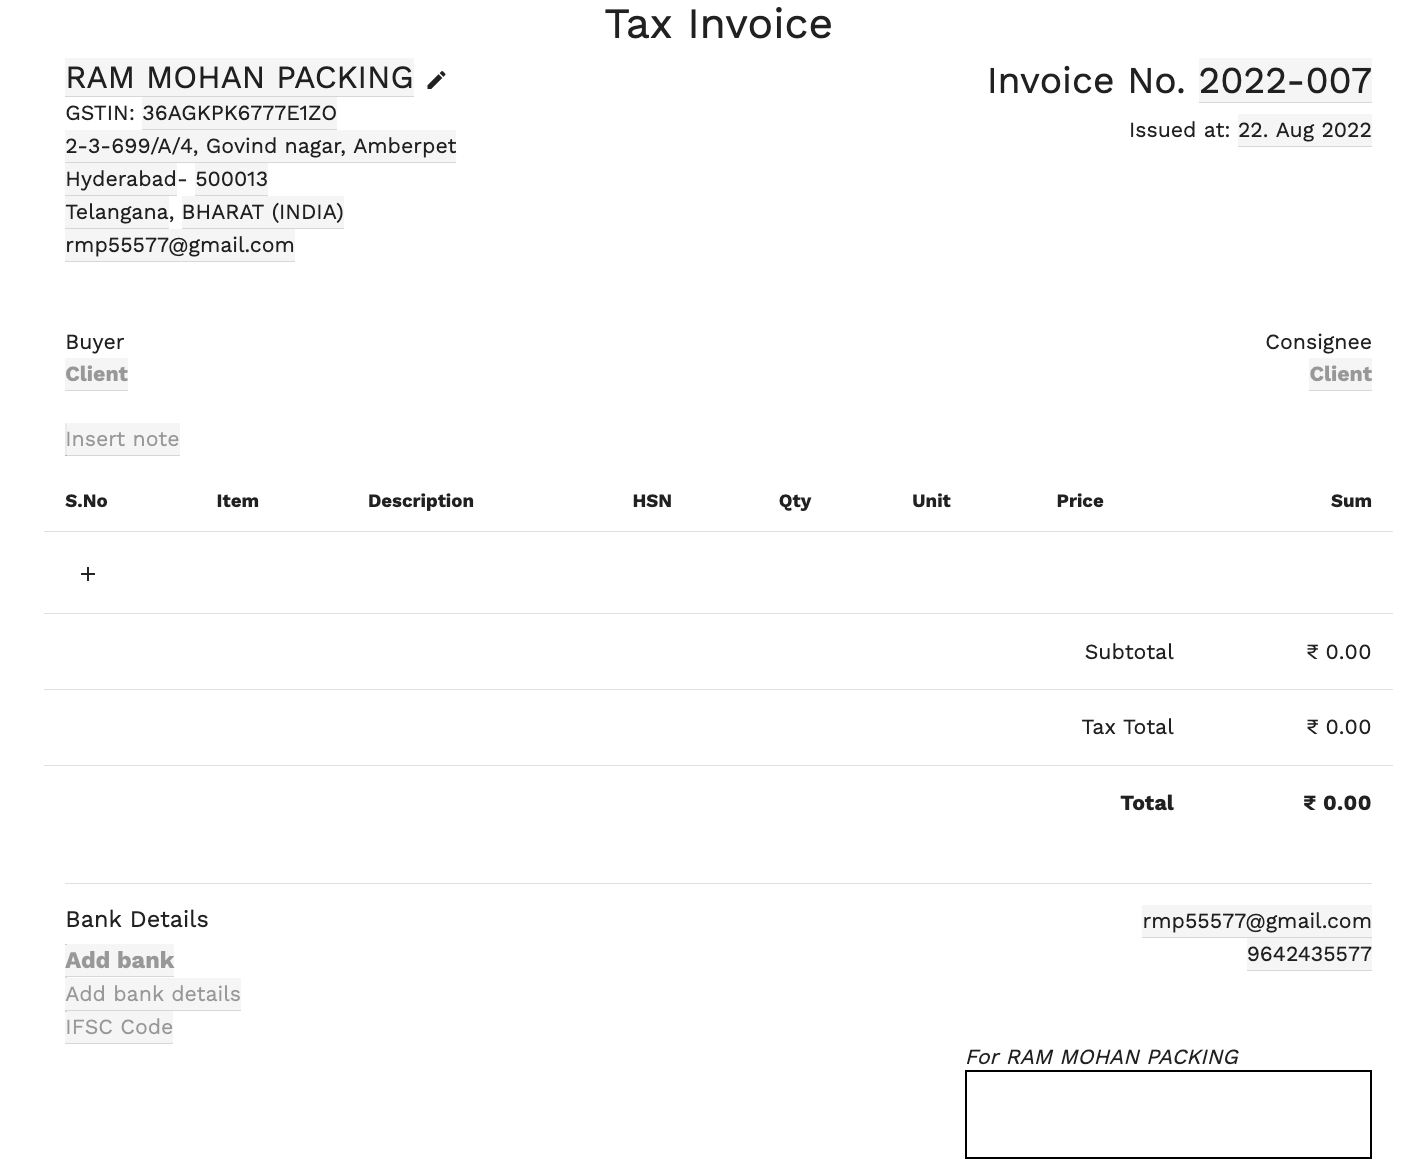 Tax Invoice
RAM MOHAN PACKING
Invoice No. 2022-007
GSTIN: 36AGKPK6777E1ZO
Issued at: 22. Aug 2022
2-3-699/A/4, Govind nagar, Amberpet
Hyderabad- 500013
Telangana, BHARAT (INDIA)
rmp55577@gmail.com
Buyer
Client
Consignee
Client
Insert note
S.No Item Description HSN Qty Unit Price Sum
+
Subtotal ₹ 0.00
Tax Total ₹ 0.00
Total ₹ 0.00
Bank Details
Add bank
Add bank details
IFSC Code
rmp55577@gmail.com
9642435577
For RAM MOHAN PACKING